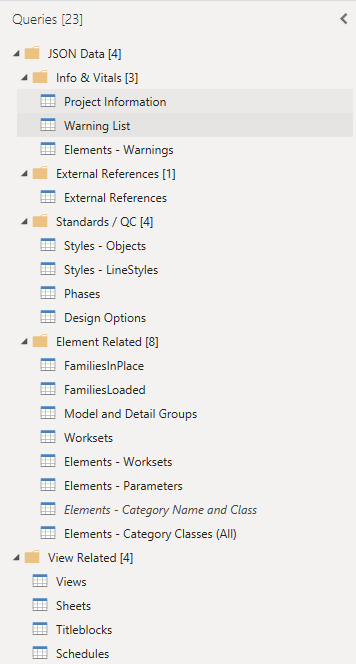 Queries [23]
JSON Data [4]
Info & Vitals [3]
Project Information
Warning List
Elements - Warnings
External References [1]
External References
Standards / QC [4]
Styles - Objects
Styles - LineStyles
Phases
Design Options
Element Related [8]
FamiliesInPlace
FamiliesLoaded
Model and Detail Groups
Worksets
Elements - Worksets
Elements - Parameters
Elements - Category Name and Class
Elements - Category Classes (All)
View Related [4]
Views
Sheets
Titleblocks
Schedules